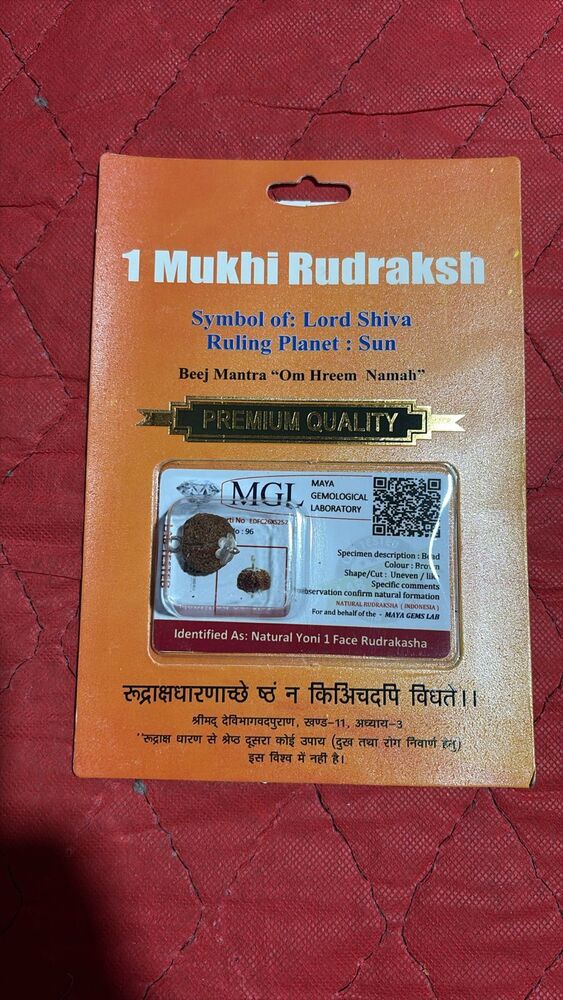 1 Mukhi Rudraksh
Symbol of: Lord Shiva
Ruling Planet : Sun
Beej Mantra “Om Hreem Namah”
PREMIUM QUALITY
MGL
MAYA
GEMOLOGICAL
LABORATORY
No
: 96
Specimen description : Bead
Colour : Brown
Shape/Cut : Uneven /
Specific comments
observation confirm natural formation
NATURAL RUDRAKSHA ( INDONESIA )
For and behalf of the - MAYA GEMS LAB
Identified As: Natural Yoni 1 Face Rudrakasha
रूद्राक्षधारणाच्छे ष्ठं न किञिचदपि विधते।।
श्रीमद् देविभागवदपुराण, खण्ड-11, अध्याय-3
''रूद्राक्ष धारण से श्रेष्ठ दूसरा कोई उपाय (दुख तथा रोग निवार्ण हेतु)
इस विश्व में नहीं है।